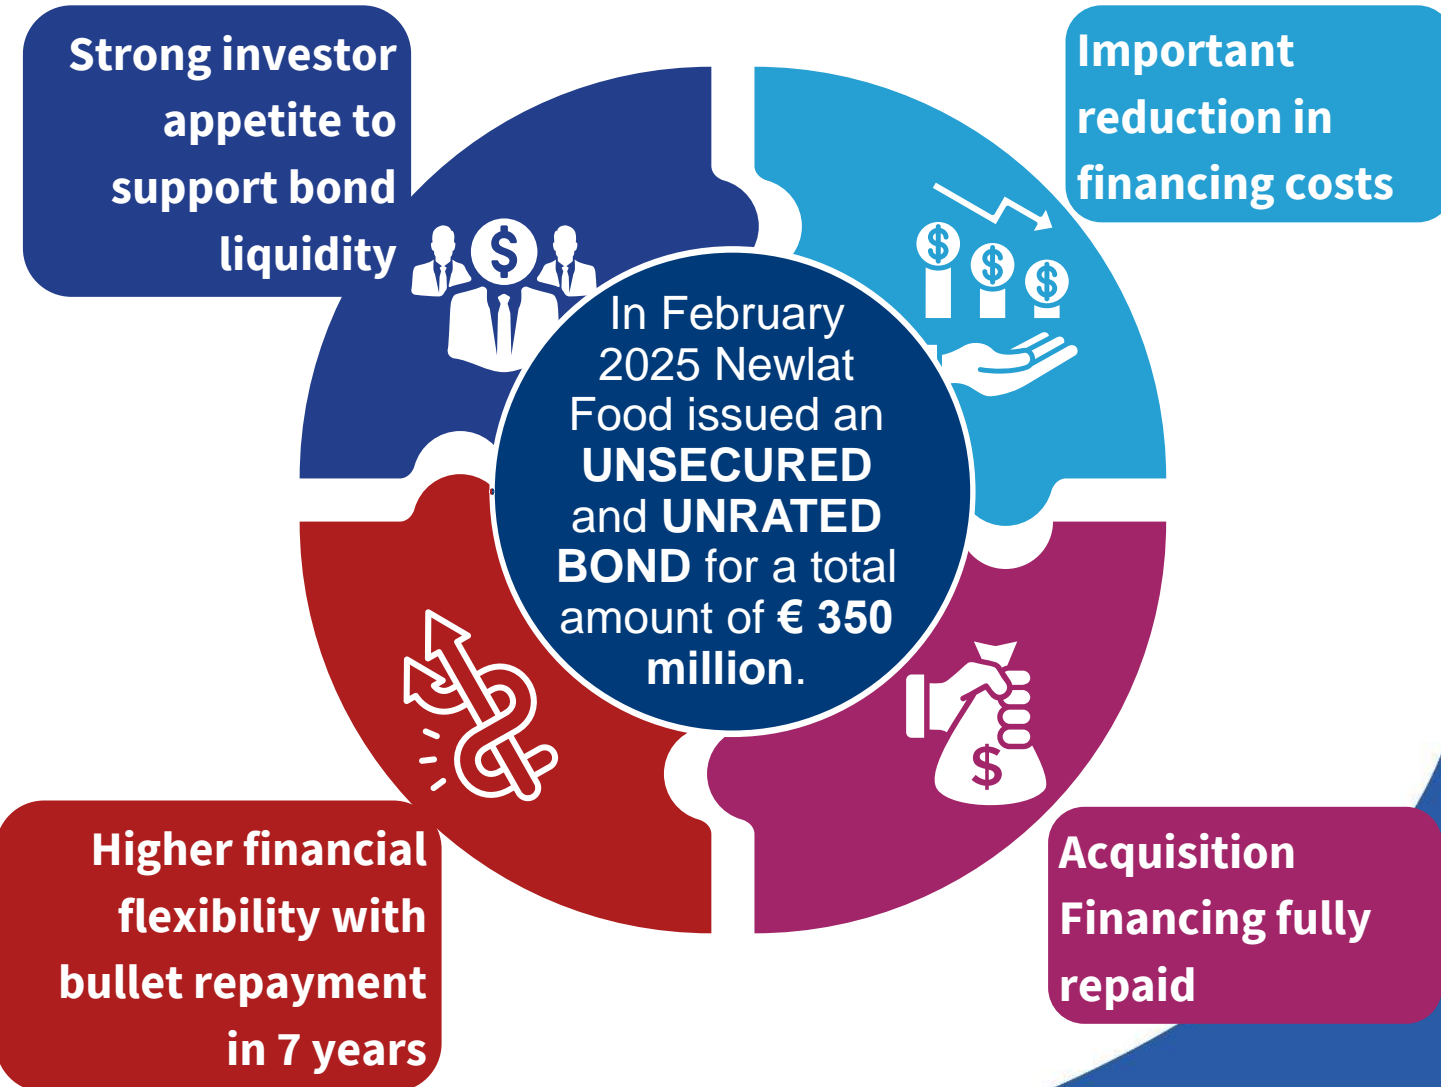 Strong investor
appetite to
support bond
liquidity
Important
reduction in
financing costs
$
$
$
$
In February
2025 Newlat
Food issued an
UNSECURED
and UNRATED
BOND for a total
amount of € 350
million.
$
Higher financial
flexibility with
bullet repayment
in 7 years
Acquisition
Financing fully
repaid